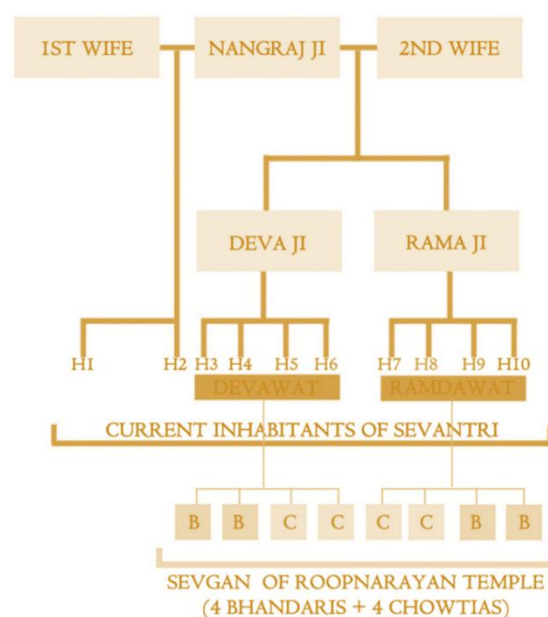 1ST WIFE
NANGRAJ JI
2ND WIFE
DEVA JI
RAMA JI
H1
H2
H3
H4
H5
H6
H7
H8
H9
H10
DEVAWAT
RAMDAWAT
CURRENT INHABITANTS OF SEVANTRI
B
B
C
C
C
C
B
B
SEVGAN OF ROOPNARAYAN TEMPLE
(4 BHANDARIS + 4 CHOWTIAS)